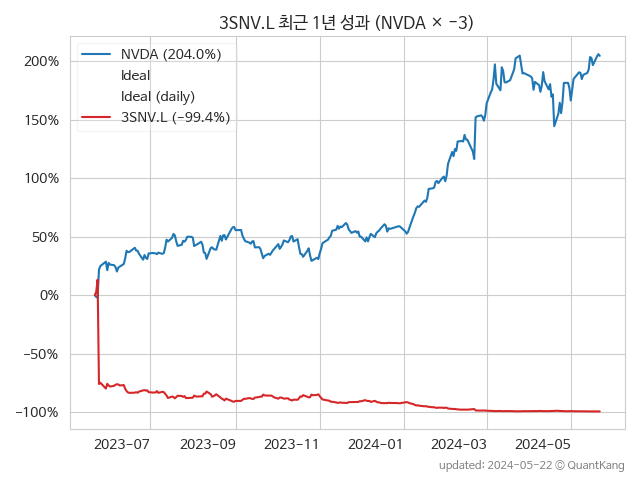 3SNV.L 최근 1년 성과 (NVDA × −3)
NVDA (204.0%)
Ideal
Ideal (daily)
3SNV.L (−99.4%)
200%
150%
100%
50%
0%
−50%
−100%
2023-07 2023-09 2023-11 2024-01 2024-03 2024-05
updated: 2024-05-22 © QuantKang